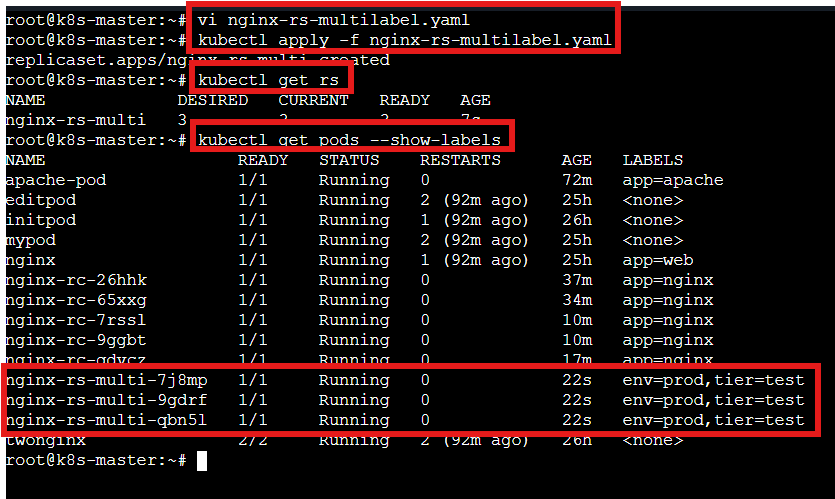 root@k8s-master:~# vi nginx-rs-multilabel.yaml
root@k8s-master:~# kubectl apply -f nginx-rs-multilabel.yaml
replicaset.apps/nginx-rs-multi created
root@k8s-master:~# kubectl get rs
NAME DESIRED CURRENT READY AGE
nginx-rs-multi 3 3 3 7s
root@k8s-master:~# kubectl get pods --show-labels
NAME READY STATUS RESTARTS AGE LABELS
apache-pod 1/1 Running 0 72m app=apache
editpod 1/1 Running 2 (92m ago) 25h <none>
initpod 1/1 Running 1 (92m ago) 26h <none>
mypod 1/1 Running 2 (92m ago) 25h <none>
nginx 1/1 Running 1 (92m ago) 25h app=web
nginx-rc-26hhk 1/1 Running 0 37m app=nginx
nginx-rc-65xxg 1/1 Running 0 34m app=nginx
nginx-rc-7rssl 1/1 Running 0 10m app=nginx
nginx-rc-9ggbt 1/1 Running 0 10m app=nginx
1/1 Running 0 17m app=nginx
nginx-rs-multi-7j8mp 1/1 Running 0 22s env=prod,tier=test
nginx-rs-multi-9gdrf 1/1 Running 0 22s env=prod,tier=test
nginx-rs-multi-qbn5l 1/1 Running 0 22s env=prod,tier=test
twonginx 2/2 Running 2 (92m ago) 26h <none>
root@k8s-master:~#